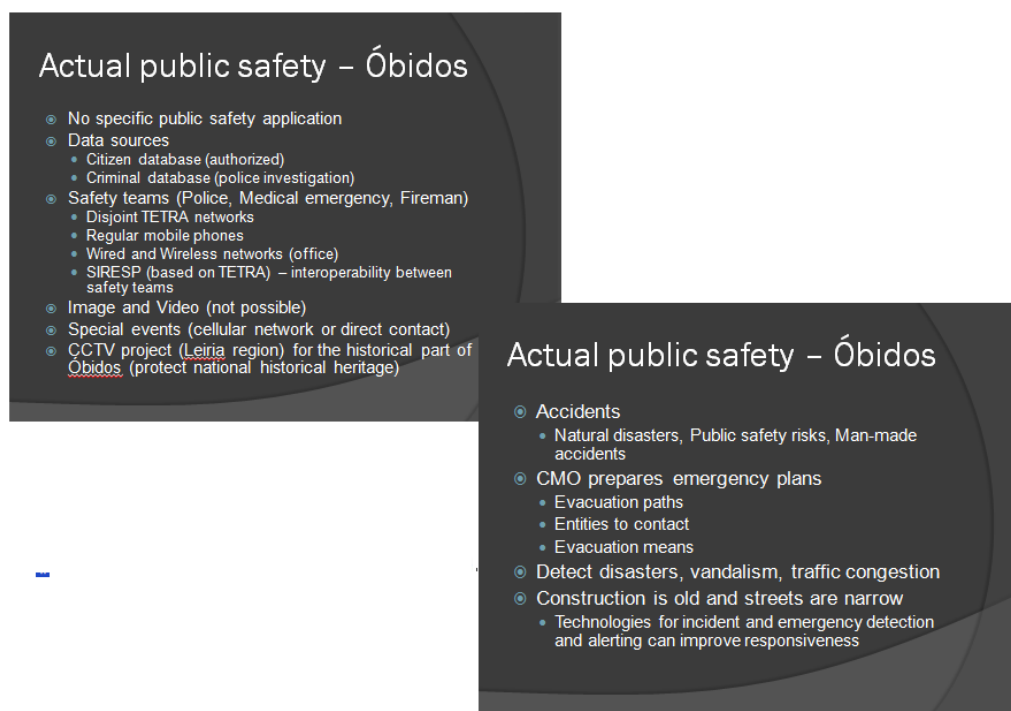 Actual public safety – Óbidos
No specific public safety application
Data sources
Citizen database (authorized)
Criminal database (police investigation)
Safety teams (Police, Medical emergency, Fireman)
Disjoint TETRA networks
Regular mobile phones
Wired and Wireless networks (office)
SIRESP (based on TETRA) – interoperability between
safety teams
Image and Video (not possible)
Special events (cellular network or direct contact)
CCTV project (Leiria region) for the historical part of
Óbidos (protect national historical heritage)
Actual public safety – Óbidos
Accidents
Natural disasters, Public safety risks, Man-made
accidents
CMO prepares emergency plans
Evacuation paths
Entities to contact
Evacuation means
Detect disasters, vandalism, traffic congestion
Construction is old and streets are narrow
Technologies for incident and emergency detection
and alerting can improve responsiveness